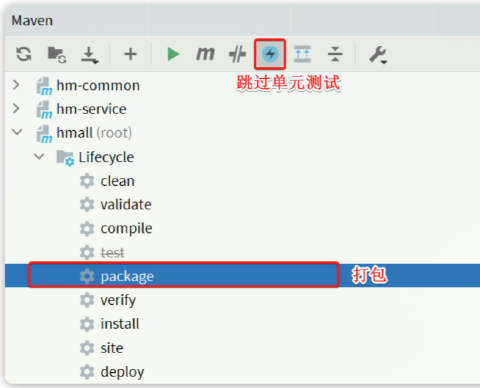 Maven
m
跳过单元测试
hm-common
hm-service
hmall (root)
Lifecycle
clean
validate
compile
test
package
打包
verify
install
site
deploy